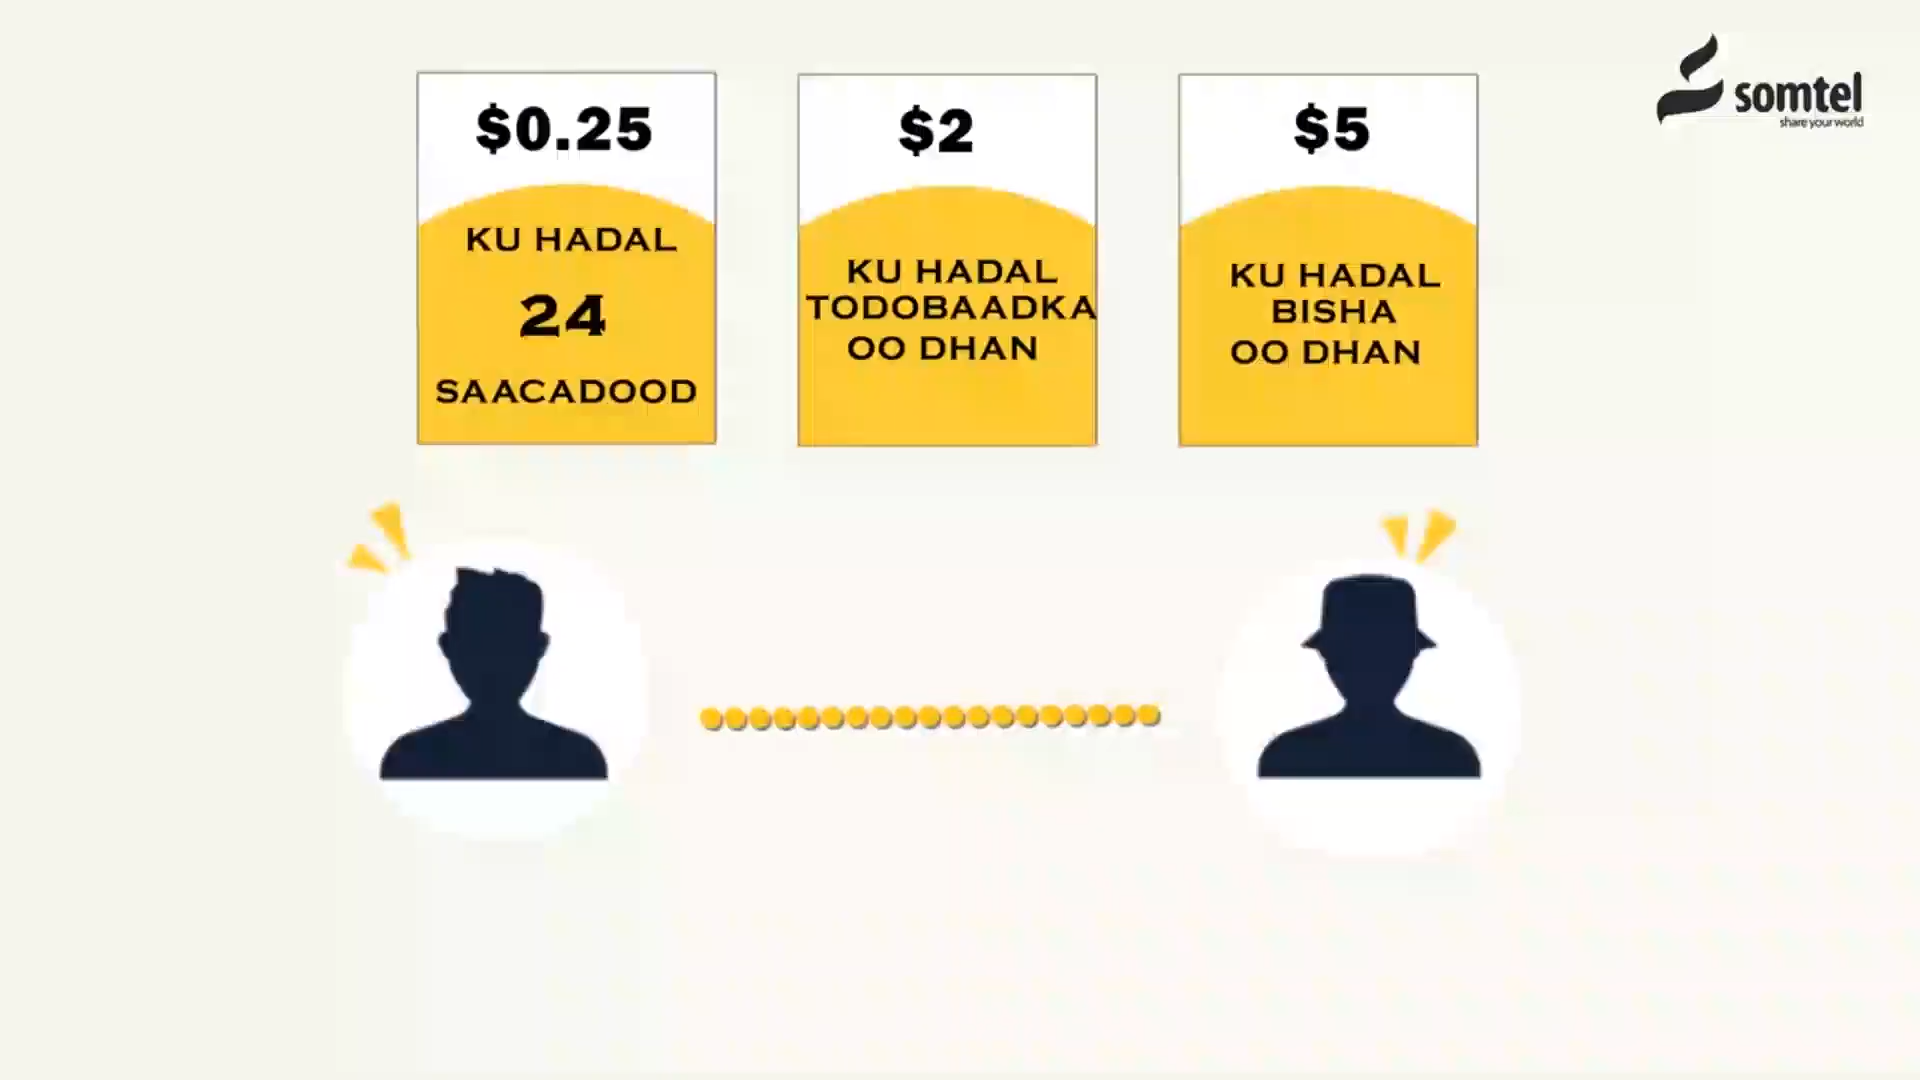 $0.25
KU HADAL
24
SAACADOOD
$2
KU HADAL
TODOBAADKA
OO DHAN
$5
KU HADAL
BISHA
OO DHAN
somtel
share your world